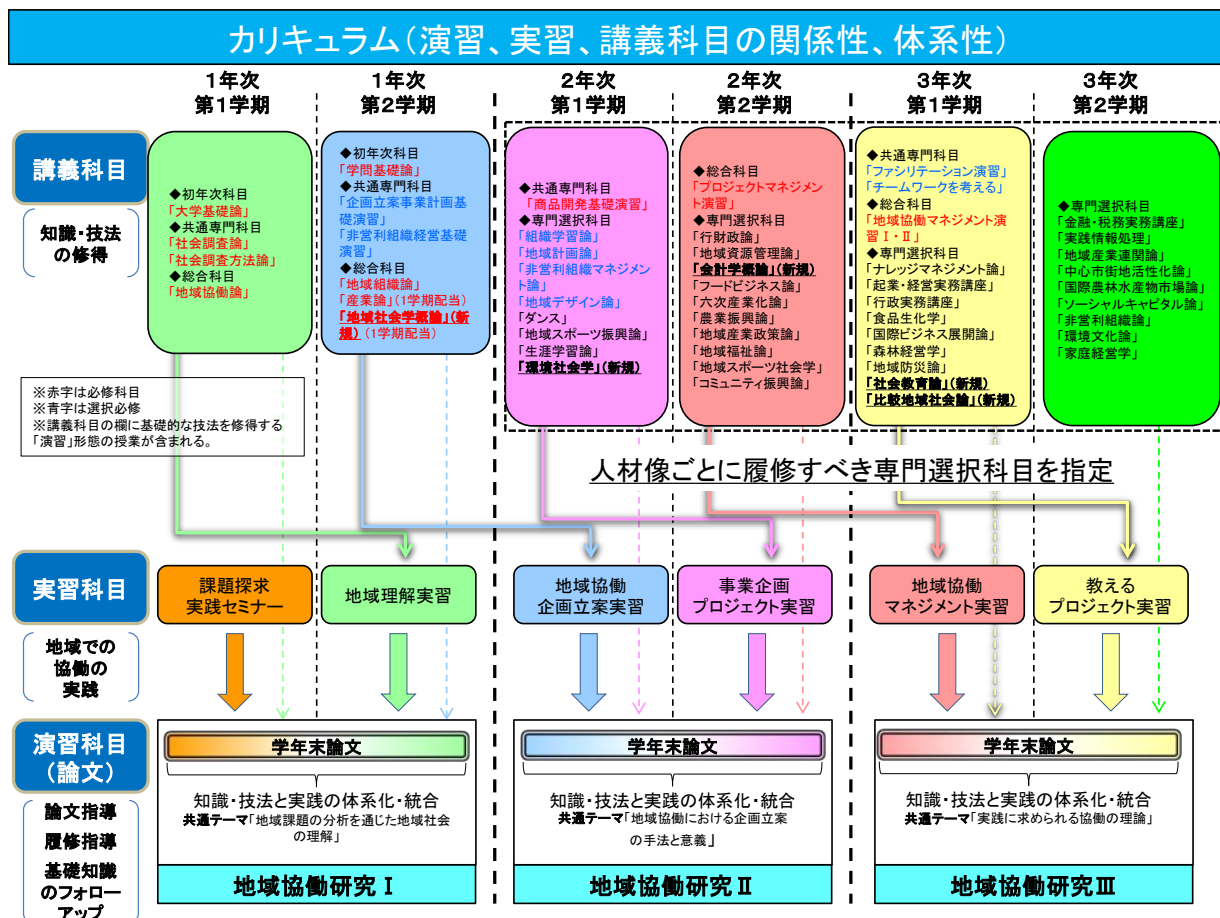 カリキュラム(演習、実習、講義科目の関係性、体系性)
1年次
第1学期
1年次
第2学期
2年次
第1学期
2年次
第2学期
3年次
第1学期
3年次
第2学期
講義科目
知識・技法
の修得
◆初年次科目
「大学基礎論」
◆共通専門科目
「社会調査論」
「社会調査方法論」
◆総合科目
「地域協働論」
◆初年次科目
「学問基礎論」
◆共通専門科目
「企画立案事業計画基
礎演習」
「非営利組織経営基礎
演習」
◆総合科目
「地域組織論」
「産業論」(1学期配当)
「地域社会学概論」(新
規)(1学期配当)
◆共通専門科目
「商品開発基礎演習」
◆専門選択科目
「組織学習論」
「地域計画論」
「非営利組織マネジメン
ト論」
「地域デザイン論」
「ダンス」
「地域スポーツ振興論」
「生涯学習論」
「環境社会学」(新規)
◆総合科目
「プロジェクトマネジメン
ト演習」
◆専門選択科目
「行財政論」
「地域資源管理論」
「会計学概論」(新規)
「フードビジネス論」
「六次産業化論」
「農業振興論」
「地域産業政策論」
「地域福祉論」
「地域スポーツ社会学」
「コミュニティ振興論」
◆共通専門科目
「ファシリテーション演習」
「チームワークを考える」
◆総合科目
「地域協働マネジメント演
習Ⅰ・Ⅱ」
◆専門選択科目
「ナレッジマネジメント論」
「起業・経営実務講座」
「行政実務講座」
「食品生化学」
「国際ビジネス展開論」
「森林経営学」
「地域防災論」
「社会教育論」(新規)
「比較地域社会論」(新規)
◆専門選択科目
「金融・税務実務講座」
「実践情報処理」
「地域産業連関論」
「中心市街地活性化論」
「国際農林水産物市場論」
「ソーシャルキャピタル論」
「非営利組織論」
「環境文化論」
「家庭経営学」
※赤字は必修科目
※青字は選択必修
※講義科目の欄に基礎的な技法を修得する
「演習」形態の授業が含まれる。
人材像ごとに履修すべき専門選択科目を指定
実習科目
地域での
協働の
実践
課題探求
実践セミナー
地域理解実習
地域協働
企画立案実習
事業企画
プロジェクト実習
地域協働
マネジメント実習
教える
プロジェクト実習
演習科目
(論文)
論文指導
履修指導
基礎知識
のフォロー
アップ
学年末論文
知識・技法と実践の体系化・統合
共通テーマ「地域課題の分析を通じた地域社会
の理解」
地域協働研究Ⅰ
学年末論文
知識・技法と実践の体系化・統合
共通テーマ「地域協働における企画立案
の手法と意義」
地域協働研究Ⅱ
学年末論文
知識・技法と実践の体系化・統合
共通テーマ「実践に求められる協働の理論」
地域協働研究Ⅲ